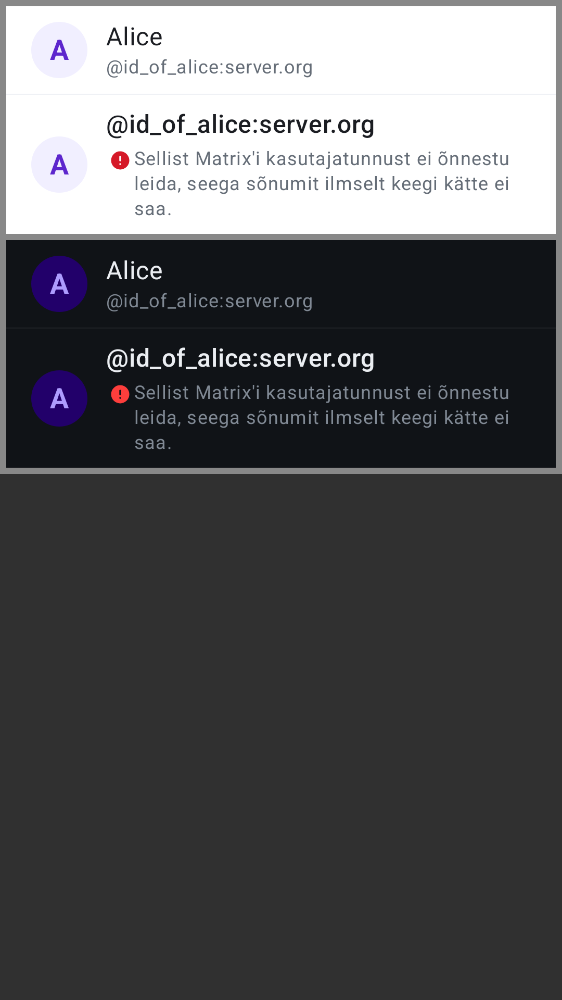 A
Alice
@id_of_alice:server.org
A
@id_of_alice:server.org
Sellist Matrix'i kasutajatunnust ei õnnestu
leida, seega sõnumit ilmselt keegi kätte ei
saa.
A
Alice
@id_of_alice:server.org
A
@id_of_alice:server.org
Sellist Matrix'i kasutajatunnust ei õnnestu
leida, seega sõnumit ilmselt keegi kätte ei
saa.